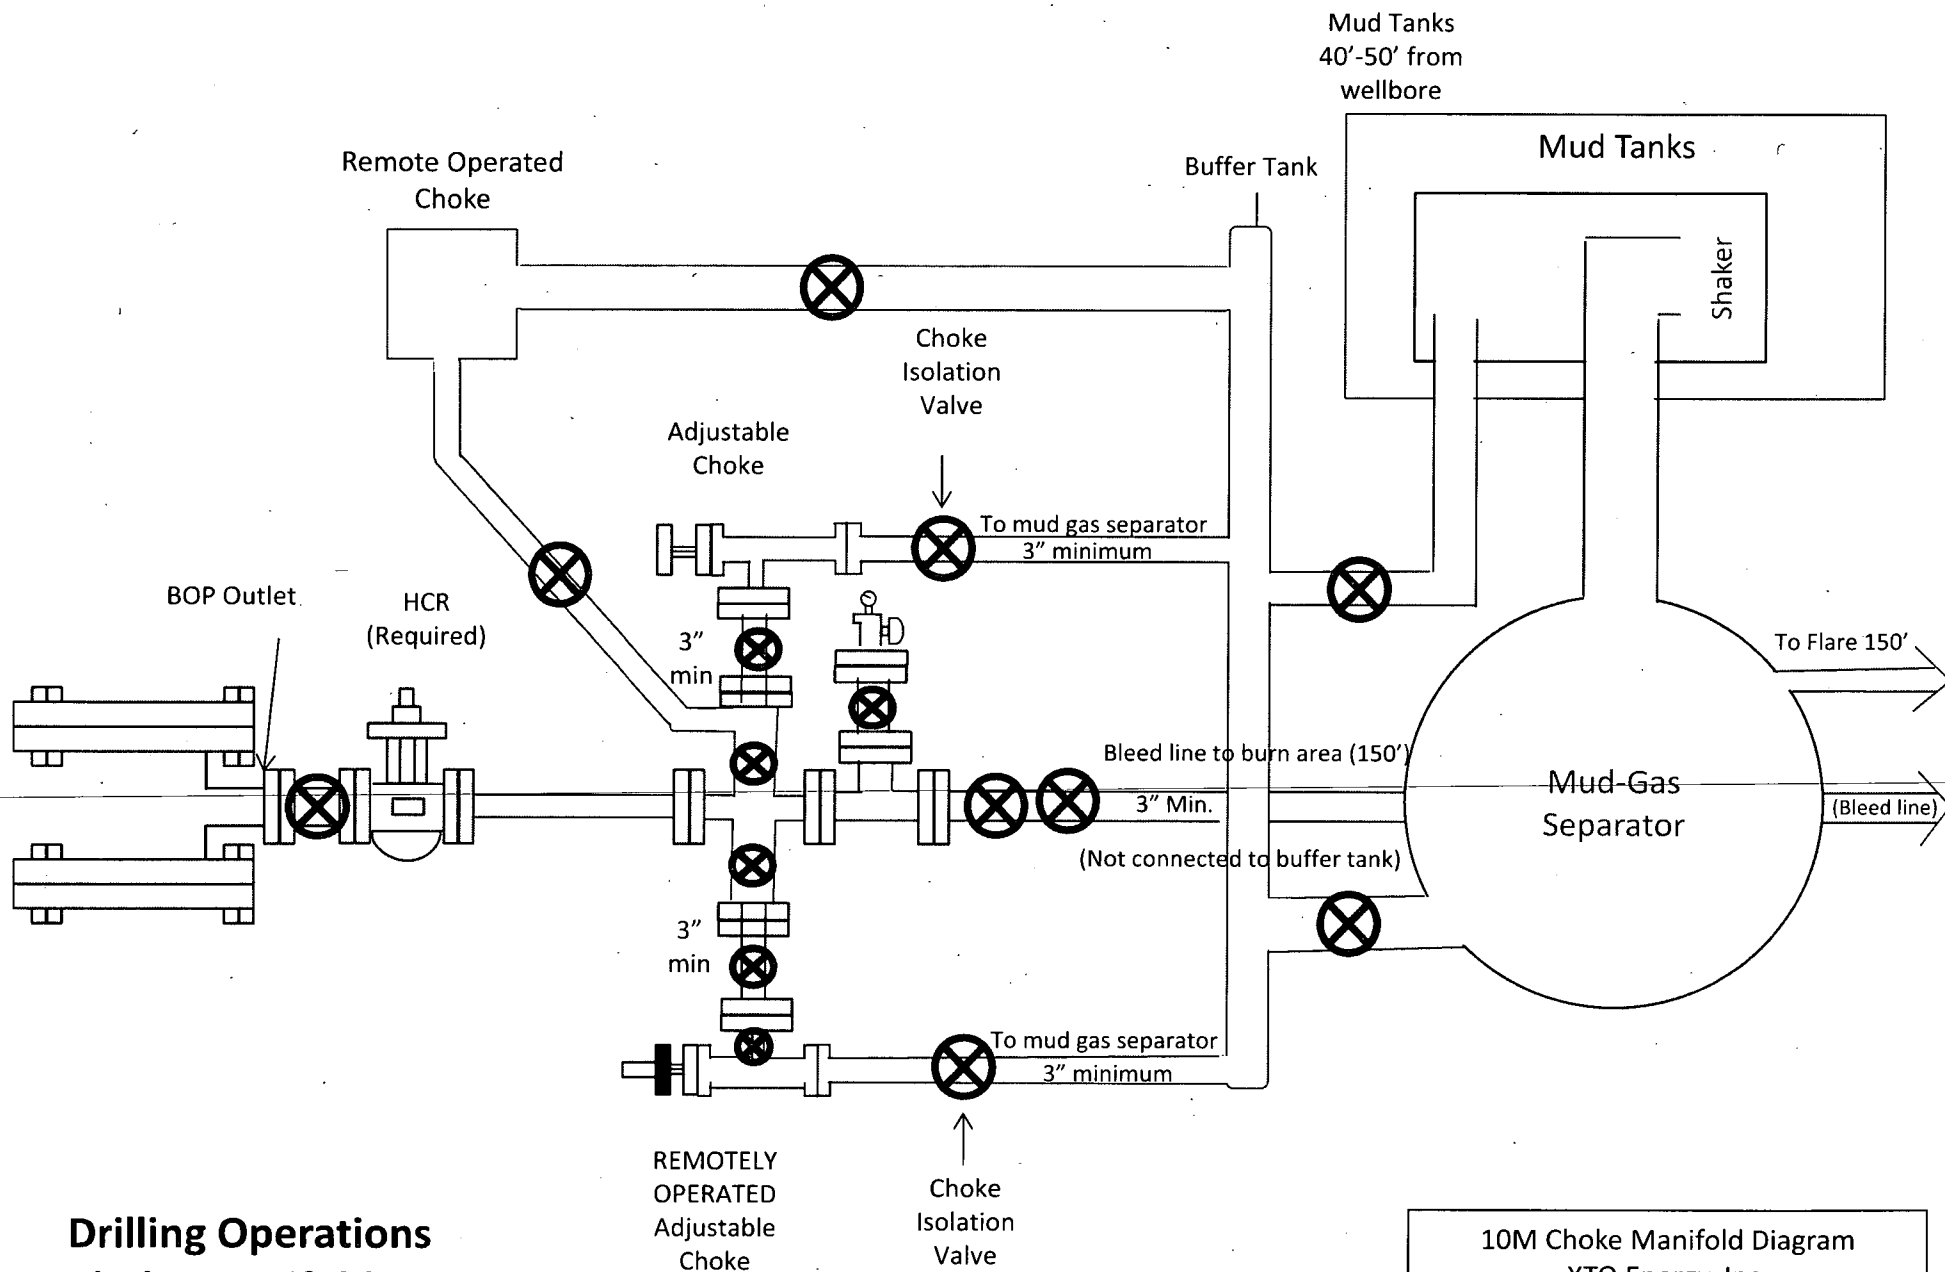 Mud Tanks
40'-50' from
wellbore
Mud Tanks
Remote Operated
Choke
Buffer Tank
Shaker
Choke
Isolation
Valve
Adjustable
Choke
To mud gas separator
3" minimum
BOP Outlet
HCR
(Required)
3"
min
To Flare 150'
Bleed line to burn area (150')
3" Min.
Mud-Gas
Separator
(Bleed line)
(Not connected to buffer tank)
3"
min
To mud gas separator
3" minimum
REMOTELY
OPERATED
Adjustable
Choke
Choke
Isolation
Valve
Drilling Operations
10M Choke Manifold Diagram
XTO Energy, Inc.